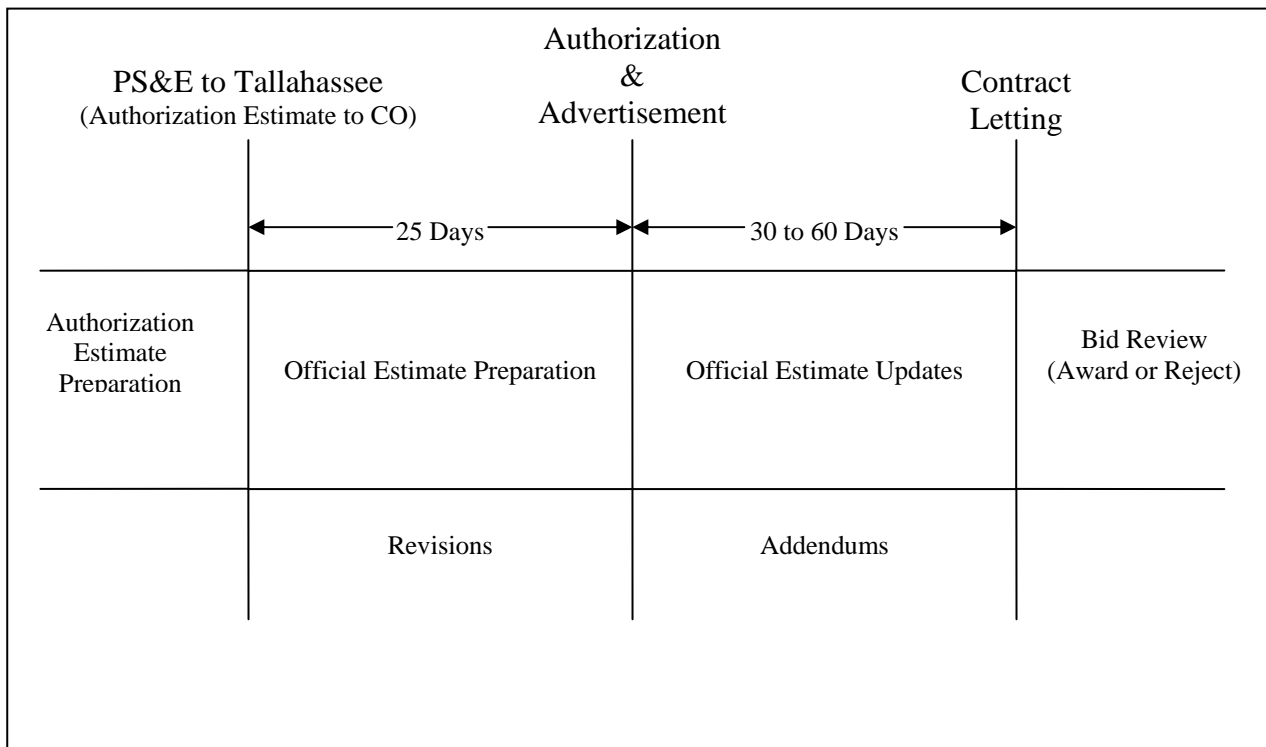 PS&E to Tallahassee
(Authorization Estimate to CO)
Authorization
&
Advertisement
Contract
Letting
25 Days
30 to 60 Days
Authorization
Estimate
Preparation
Official Estimate Preparation
Official Estimate Updates
Bid Review
(Award or Reject)
Revisions
Addendums